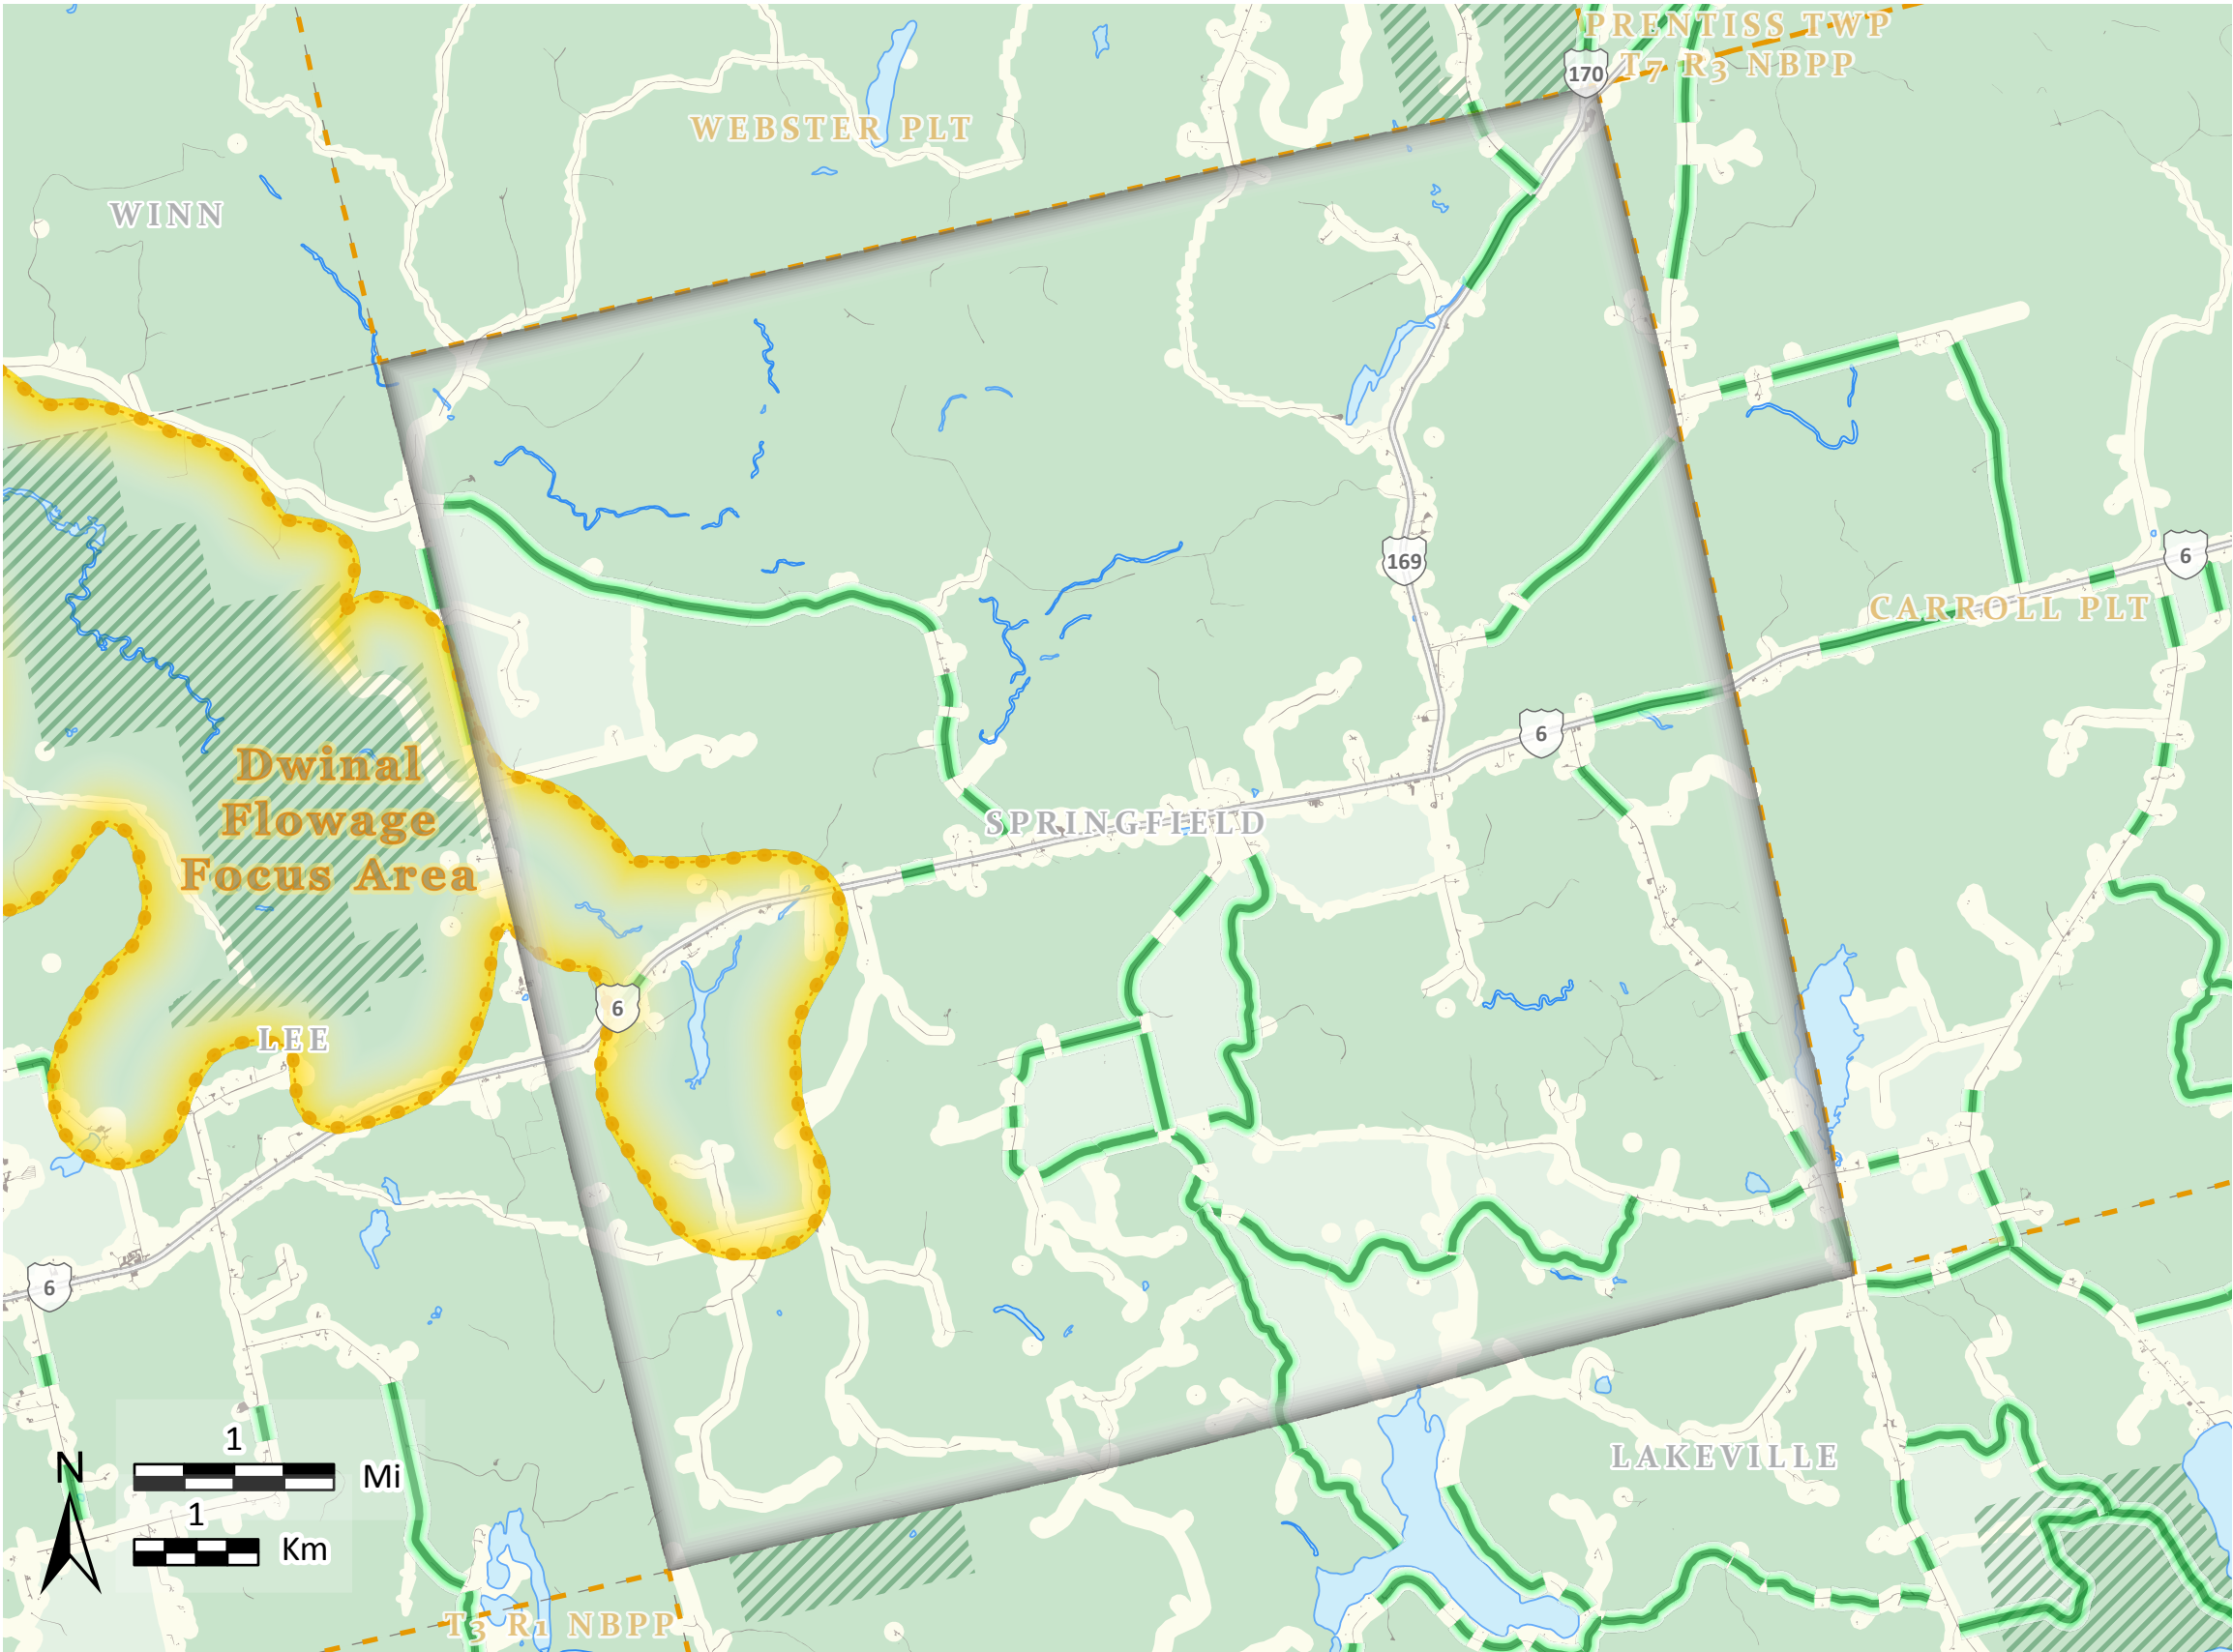 PRENTISS TWP
T7 R3 NBPP
170
WEBSTER PLT
WINN
169
6
CARROLL PLT
6
Dwinal
Flowage
Focus Area
SPRINGFIELD
6
LEE
6
LAKEVILLE
N
1
Mi
1
Km
T3 R1 NBPP